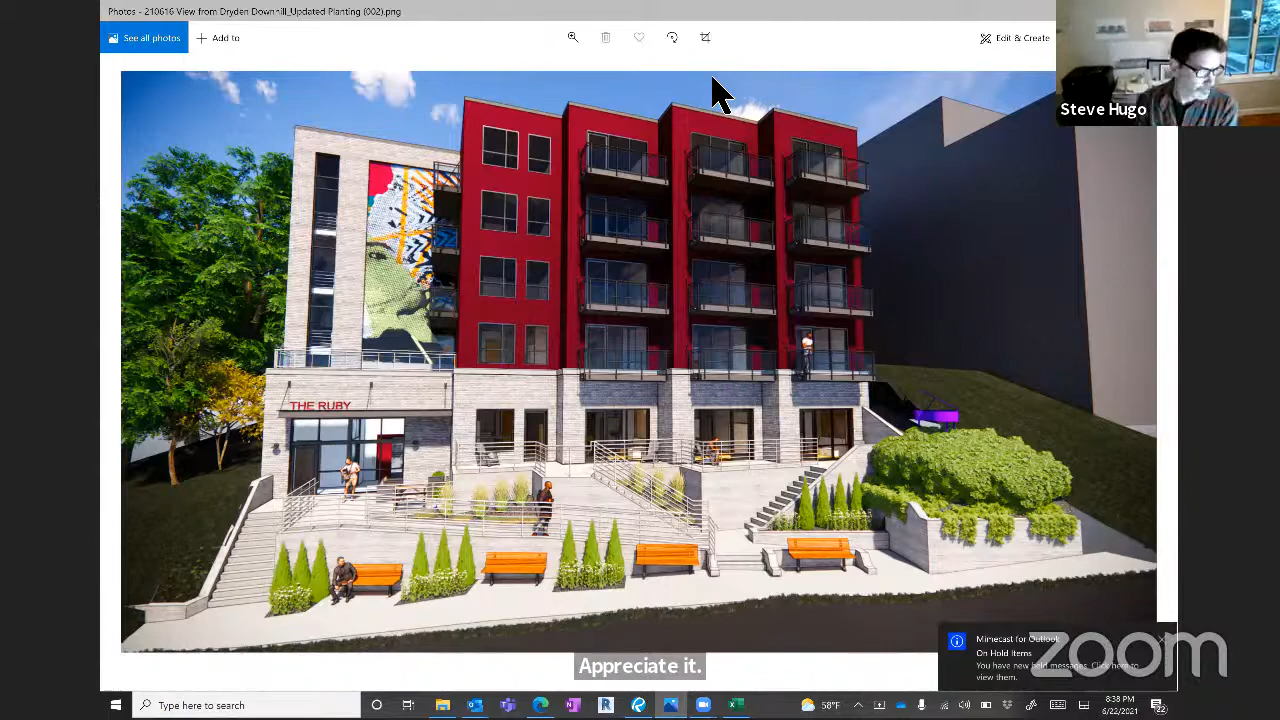 Photos - 210616 View from Dryden Downhill_Updated Planting (002).png
See all photos
Add to
Edit & Create
Steve Hugo
THE RUBY
Mimecast for Outlook
On Hold Items
You have new held messages. Click here to
view them.
zoom
Appreciate it.
Type here to search
58°F
8:38 PM
6/22/2021
22